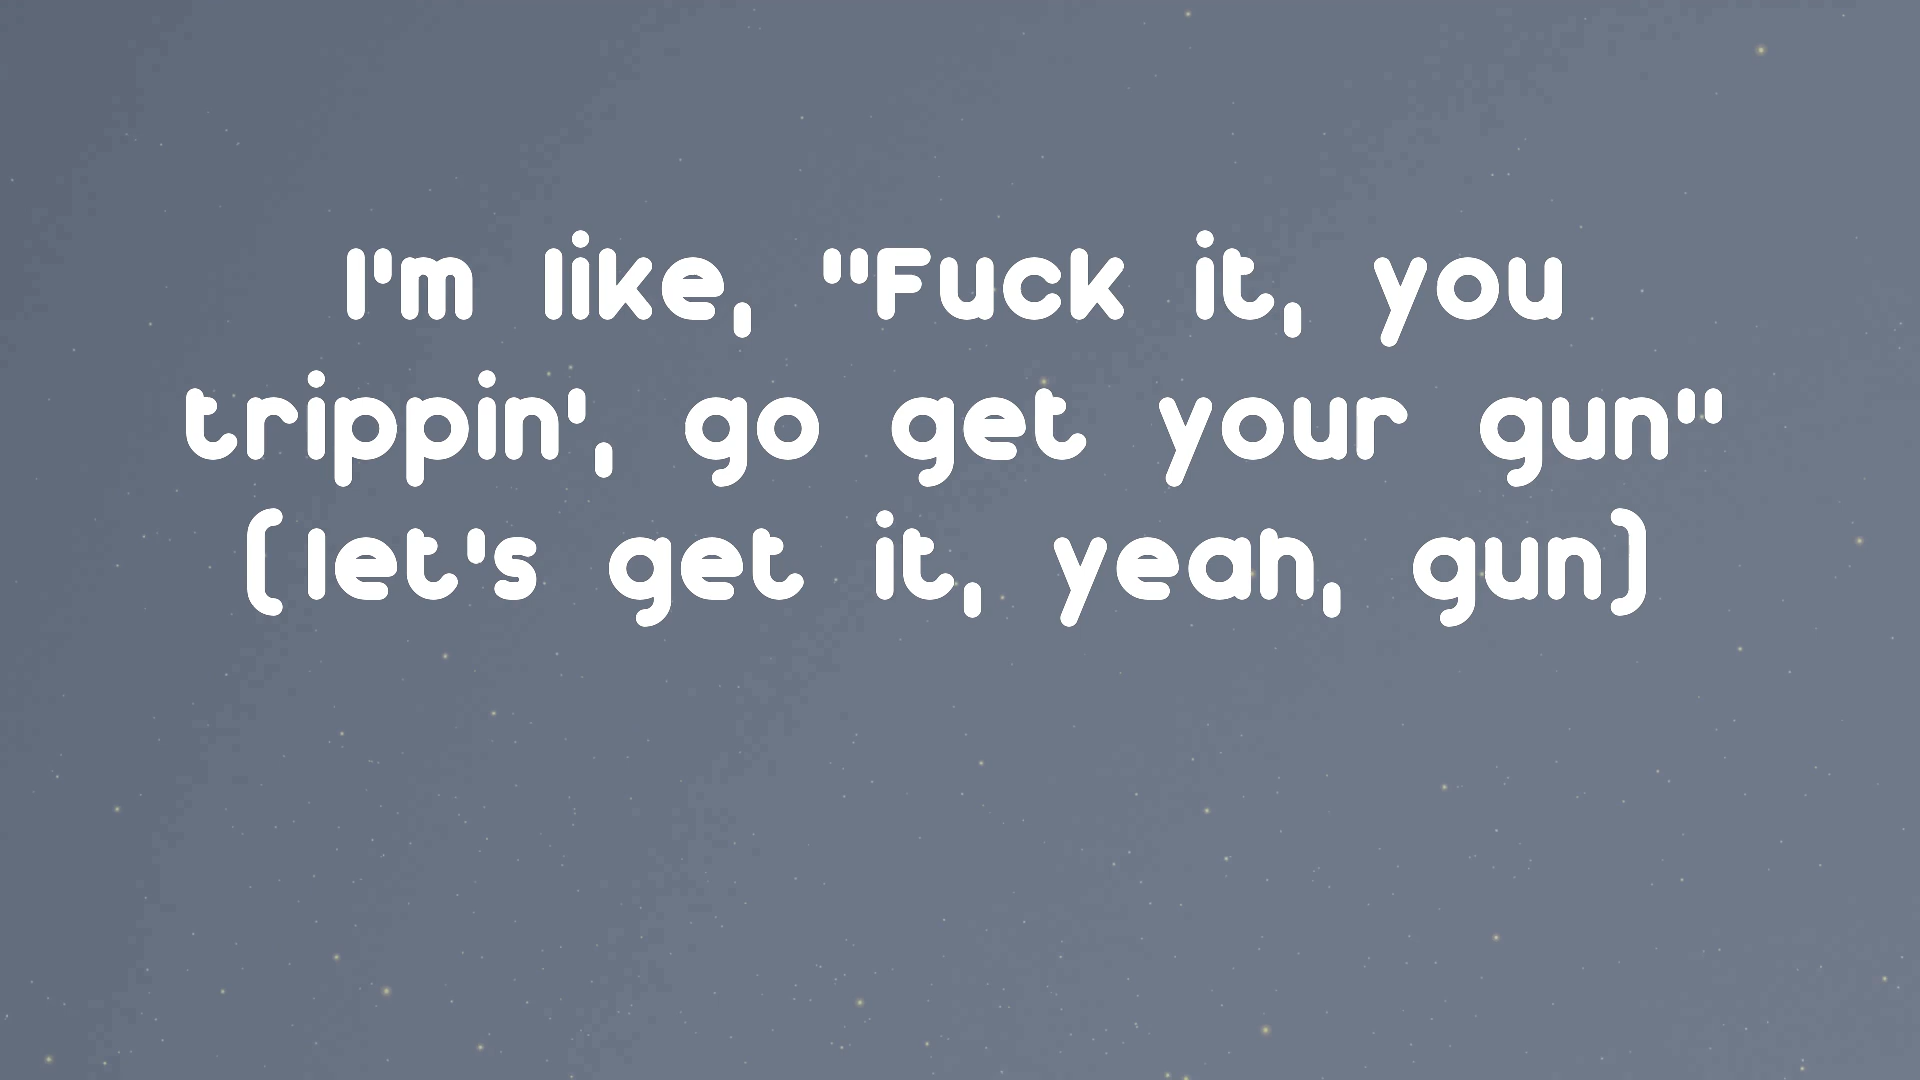 I'm like, "Fuck it, you
trippin', go get your gun"
(let's get it, yeah, gun)